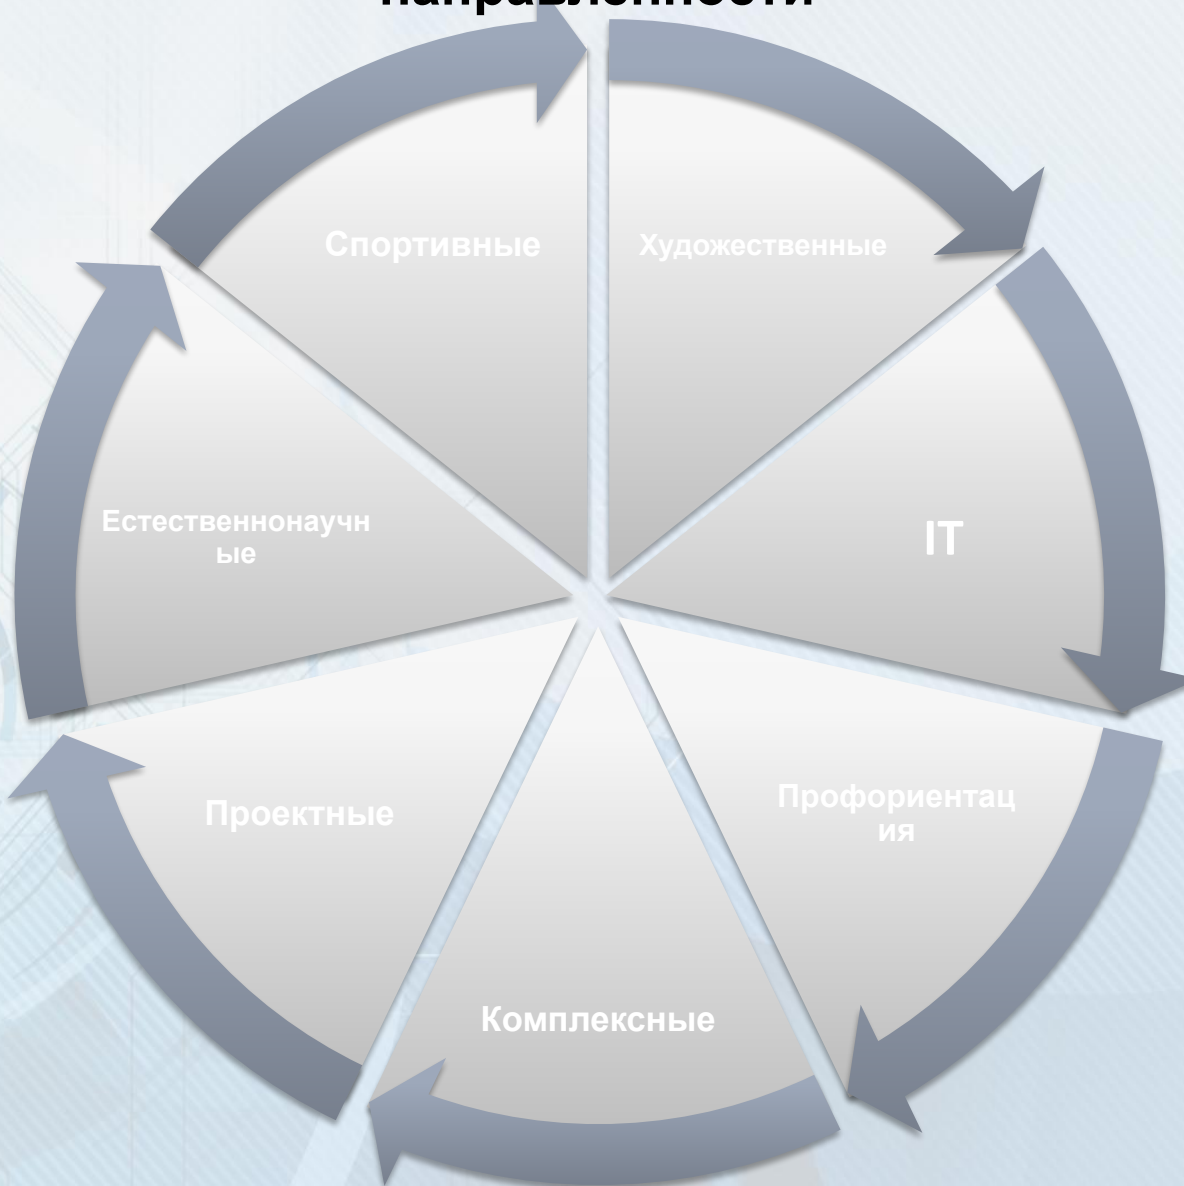 направленности
Спортивные
Художественные
Естественнонаучн
ые
IT
Проектные
Профориентац
ия
Комплексные